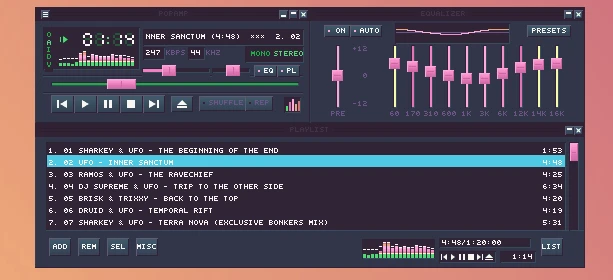 EQUALIZER
O
A
I
D
V
01:14
INNER SANCTUM (4:48) *** 2. 02
247 KBPS 44 KHZ
MONO STEREO
EQ PL
SHUFFLE REP
ON AUTO PRESETS
+12
0
-12
PRE 60 170 310 600 1K 3K 6K 12K 14K 16K
PLAYLIST
1. 01 SHARKEY & UFO - THE BEGINNING OF THE END 1:53
2. 02 UFO - INNER SANCTUM 4:48
3. 03 RAMOS & UFO - THE RAVECHIEF 4:25
4. 04 DJ SUPREME & UFO - TRIP TO THE OTHER SIDE 6:34
5. 05 BRISK & TRIXXY - BACK TO THE TOP 4:20
6. 06 DRUID & UFO - TEMPORAL RIFT 4:19
7. 07 SHARKEY & UFO - TERRA NOVA (EXCLUSIVE BONKERS MIX) 5:31
ADD REM SEL MISC
4:48/1:20:00
1:14
LIST